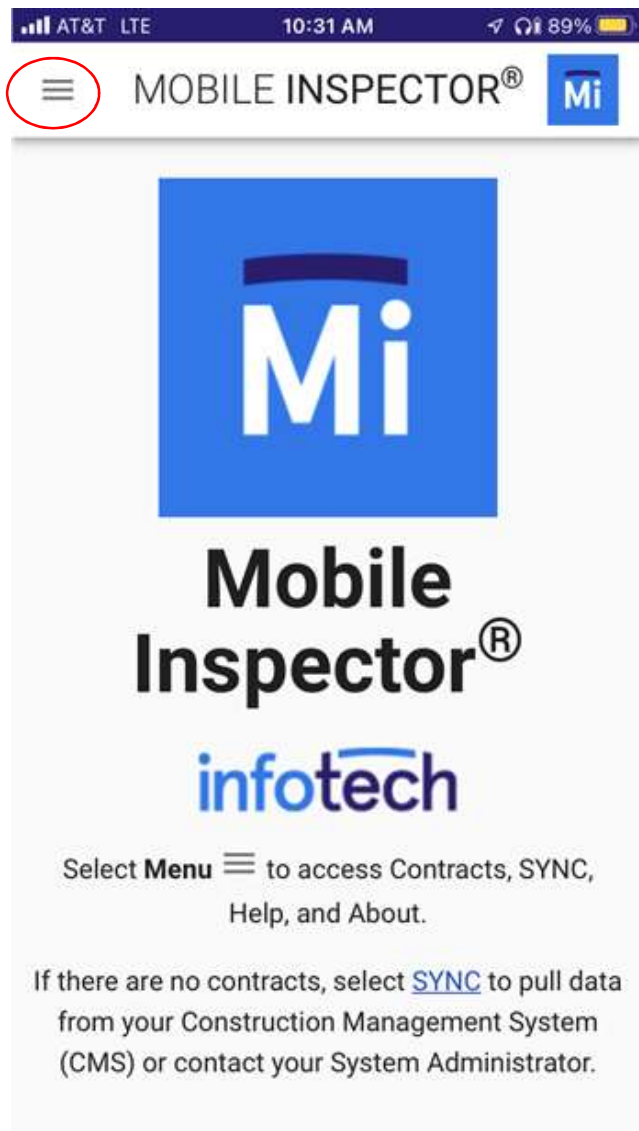 AT&T LTE 10:31 AM 89%
MOBILE INSPECTOR® Mi
Mi
Mobile
Inspector®
infotech
Select Menu ≡ to access Contracts, SYNC,
Help, and About.
If there are no contracts, select SYNC to pull data
from your Construction Management System
(CMS) or contact your System Administrator.